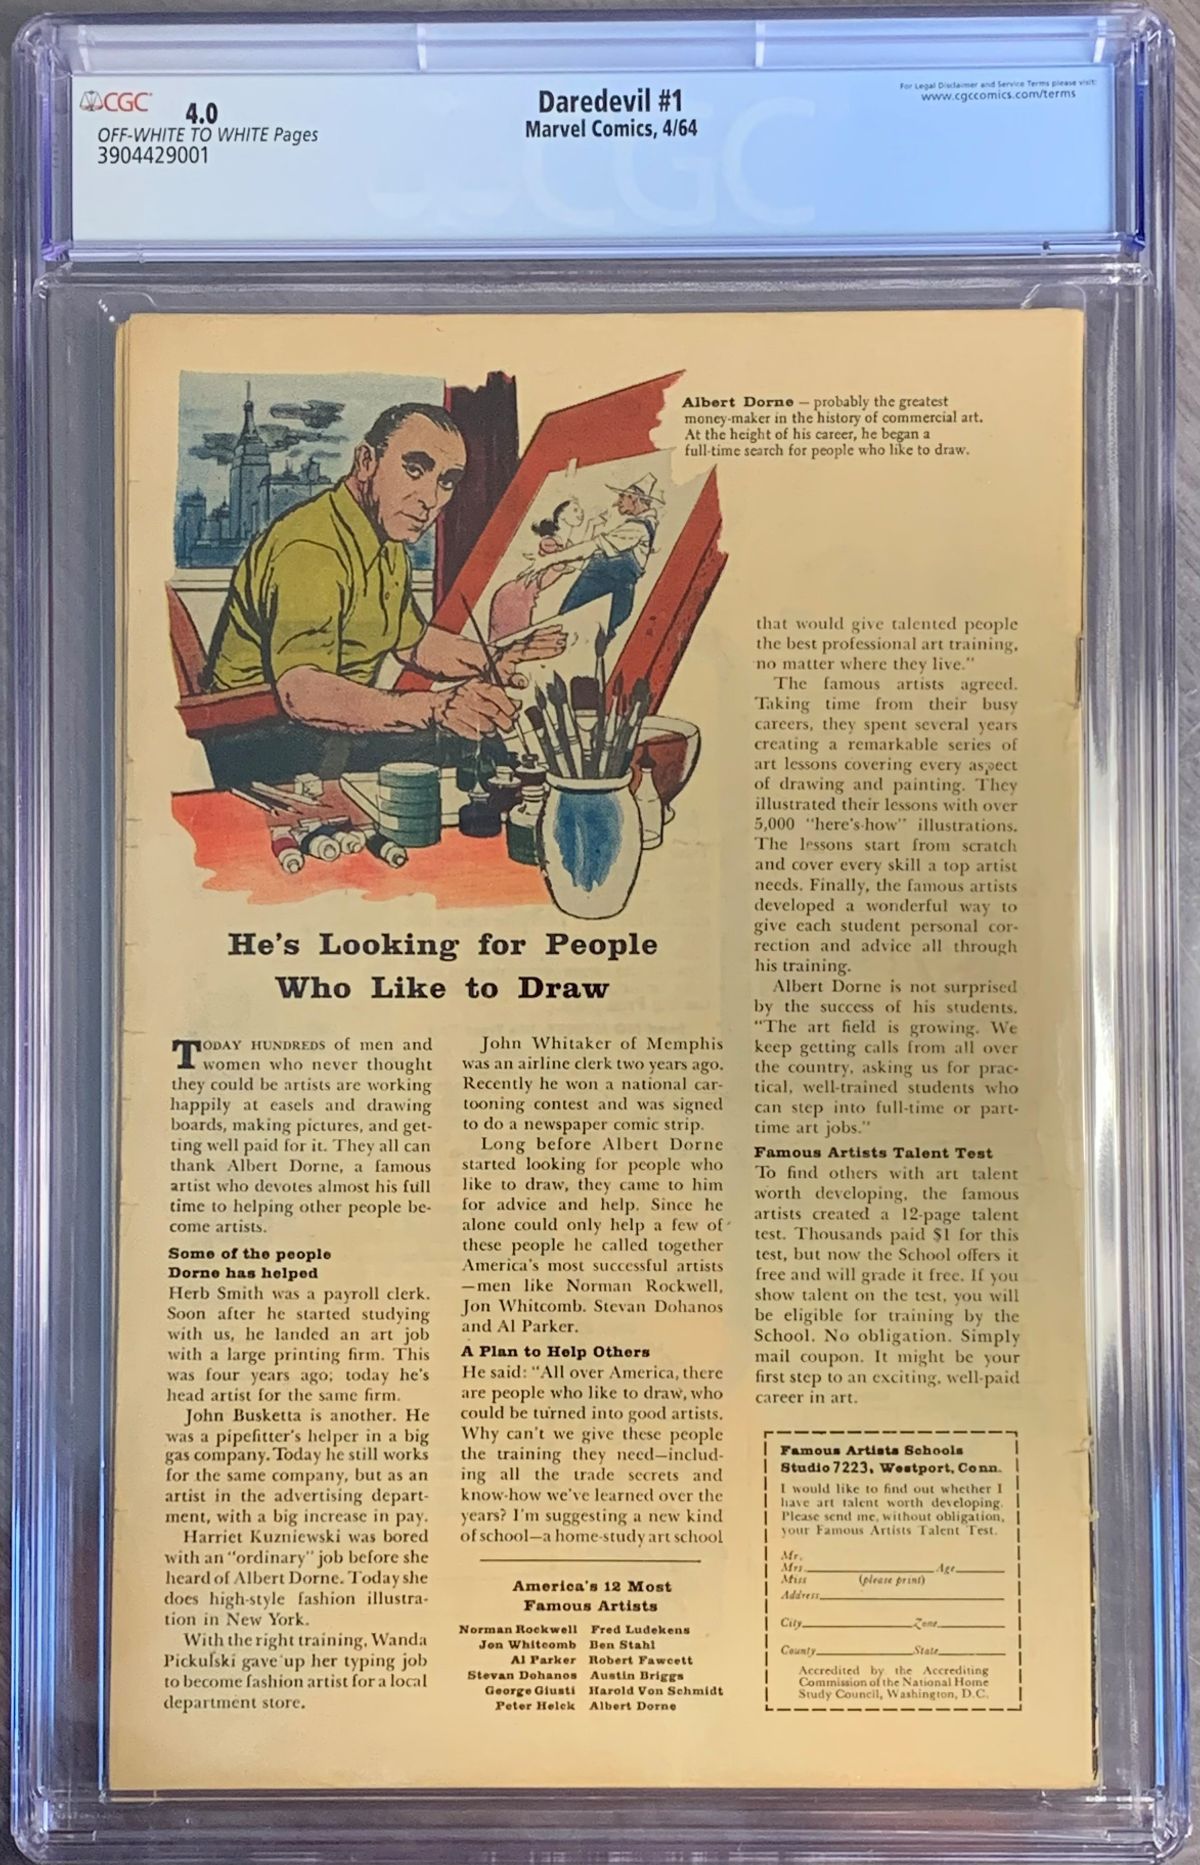 CGC
4.0
OFF-WHITE TO WHITE Pages
3904429001
Daredevil #1
Marvel Comics, 4/64
For Legal Disclaimer and Service Terms please visit:
www.cgccomics.com/terms
CGC
Albert Dorne — probably the greatest
money-maker in the history of commercial art.
At the height of his career, he began a
full-time search for people who like to draw.
He's Looking for People
Who Like to Draw
TODAY HUNDREDS of men and
women who never thought
they could be artists are working
happily at easels and drawing
boards, making pictures, and get-
ting well paid for it. They all can
thank Albert Dorne, a famous
artist who devotes almost his full
time to helping other people be-
come artists.
Some of the people
Dorne has helped
Herb Smith was a payroll clerk.
Soon after he started studying
with us, he landed an art job
with a large printing firm. This
was four years ago; today he's
head artist for the same firm.
John Busketta is another. He
was a pipefitter's helper in a big
gas company. Today he still works
for the same company, but as an
artist in the advertising depart-
ment, with a big increase in pay.
Harriet Kuzniewski was bored
with an "ordinary" job before she
heard of Albert Dorne. Today she
does high-style fashion illustra-
tion in New York.
With the right training, Wanda
Pickulski gave up her typing job
to become fashion artist for a local
department store.
John Whitaker of Memphis
was an airline clerk two years ago.
Recently he won a national car-
tooning contest and was signed
to do a newspaper comic strip.
Long before Albert Dorne
started looking for people who
like to draw, they came to him
for advice and help. Since he
alone could only help a few of
these people he called together
America's most successful artists
—men like Norman Rockwell,
Jon Whitcomb. Stevan Dohanos
and Al Parker.
A Plan to Help Others
He said: "All over America, there
are people who like to draw, who
could be turned into good artists.
Why can't we give these people
the training they need—includ-
ing all the trade secrets and
know-how we've learned over the
years? I'm suggesting a new kind
of school—a home-study art school
America's 12 Most
Famous Artists
Norman Rockwell Fred Ludekens
Jon Whitcomb Ben Stahl
Al Parker Robert Fawcett
Stevan Dohanos Austin Briggs
George Giusti Harold Von Schmidt
Peter Helck Albert Dorne
that would give talented people
the best professional art training,
no matter where they live."
The famous artists agreed.
Taking time from their busy
careers, they spent several years
creating a remarkable series of
art lessons covering every aspect
of drawing and painting. They
illustrated their lessons with over
5,000 "here's-how" illustrations.
The lessons start from scratch
and cover every skill a top artist
needs. Finally, the famous artists
developed a wonderful way to
give each student personal cor-
rection and advice all through
his training.
Albert Dorne is not surprised
by the success of his students.
"The art field is growing. We
keep getting calls from all over
the country, asking us for prac-
tical, well-trained students who
can step into full-time or part-
time art jobs."
Famous Artists Talent Test
To find others with art talent
worth developing, the famous
artists created a 12-page talent
test. Thousands paid $1 for this
test, but now the School offers it
free and will grade it free. If you
show talent on the test, you will
be eligible for training by the
School. No obligation. Simply
mail coupon. It might be your
first step to an exciting, well-paid
career in art.
Famous Artists Schools
Studio 7223, Westport, Conn.
I would like to find out whether I
have art talent worth developing.
Please send me, without obligation,
your Famous Artists Talent Test.
Mr.
Mrs. Age
Miss (please print)
Address
City Zone
County State
Accredited by the Accrediting
Commission of the National Home
Study Council, Washington, D.C.